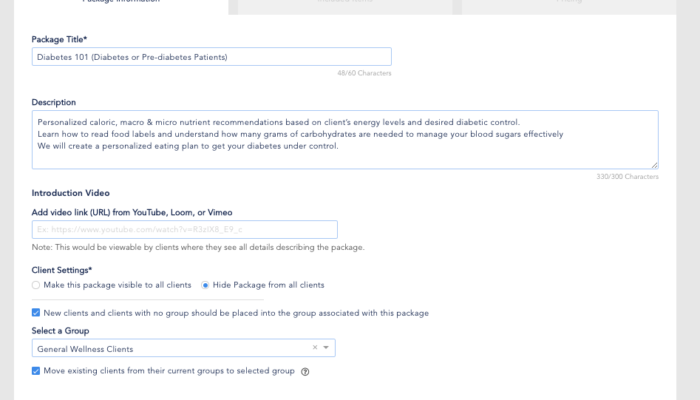 Package Information
Package Title*
Diabetes 101 (Diabetes or Pre-diabetes Patients)
48/60 Characters
Description
Personalized caloric, macro & micro nutrient recommendations based on client's energy levels and desired diabetic control.
Learn how to read food labels and understand how many grams of carbohydrates are needed to manage your blood sugars effectively
We will create a personalized eating plan to get your diabetes under control.
330/300 Characters
Introduction Video
Add video link (URL) from YouTube, Loom, or Vimeo
Ex: https://www.youtube.com/watch?v=
Note: This would be viewable by clients where they see all details describing the package.
Client Settings*
Make this package visible to all clients
Hide Package from all clients
New clients and clients with no group should be placed into the group associated with this package
Select a Group
General Wellness Clients
Move existing clients from their current groups to selected group